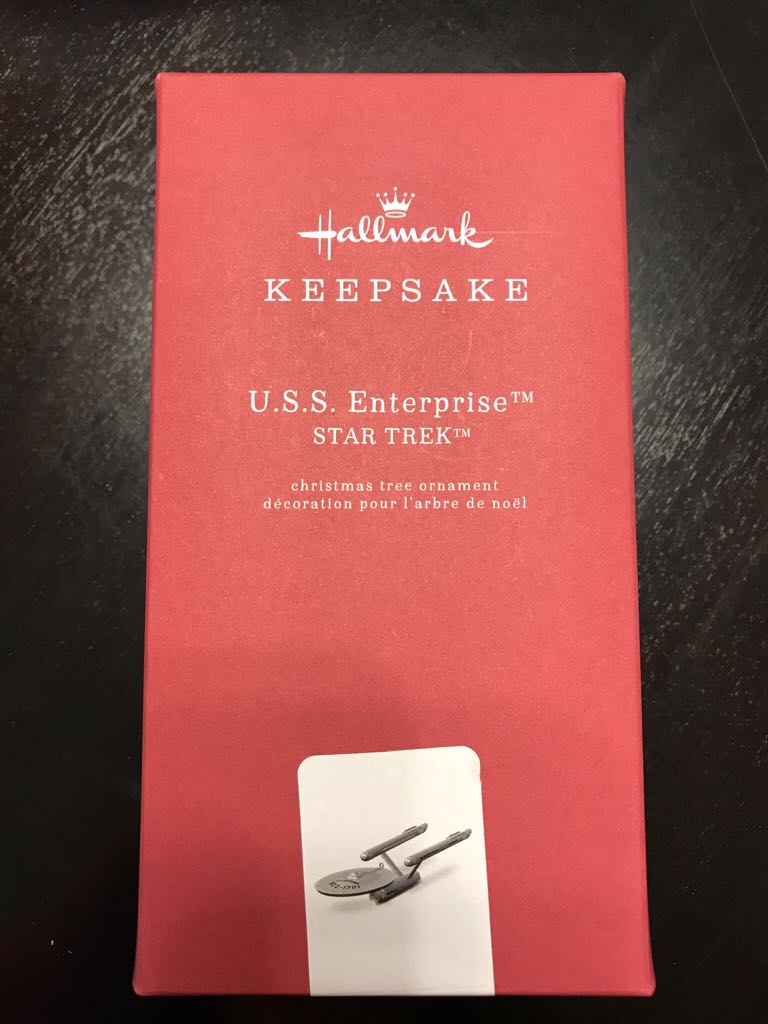 Hallmark
KEEPSAKE
U.S.S. Enterprise™
STAR TREK™
christmas tree ornament
décoration pour l'arbre de noël